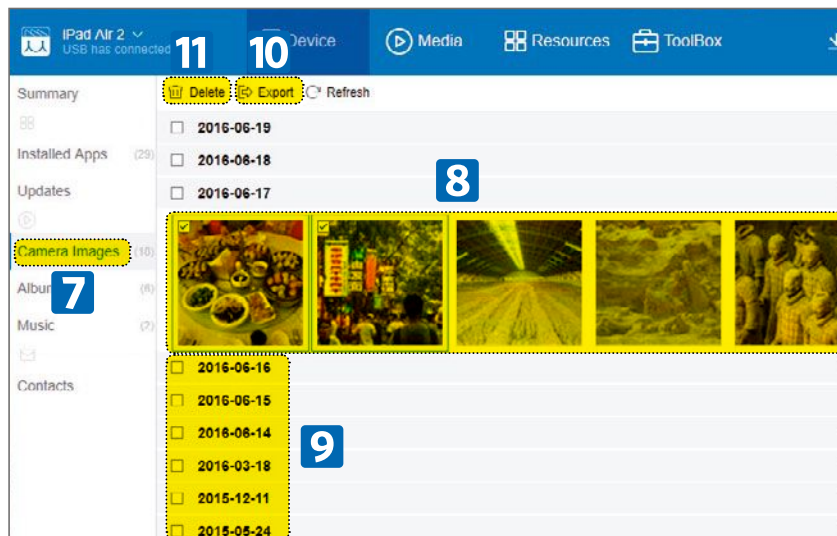 iPad Air 2
USB has connected
11
10
Device
Media
Resources
ToolBox
Summary
Delete
Export
Refresh
2016-06-19
Installed Apps (29)
2016-06-18
Updates
2016-06-17
8
Camera Images (10)
7
Album (6)
Music (2)
Contacts
2016-06-16
2016-06-15
2016-06-14
9
2016-03-18
2015-12-11
2015-05-24